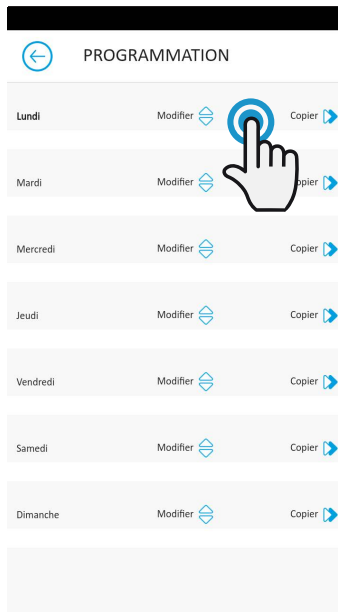 PROGRAMMATION
Lundi Modifier Copier
Mardi Modifier opier
Mercredi Modifier Copier
Jeudi Modifier Copier
Vendredi Modifier Copier
Samedi Modifier Copier
Dimanche Modifier Copier